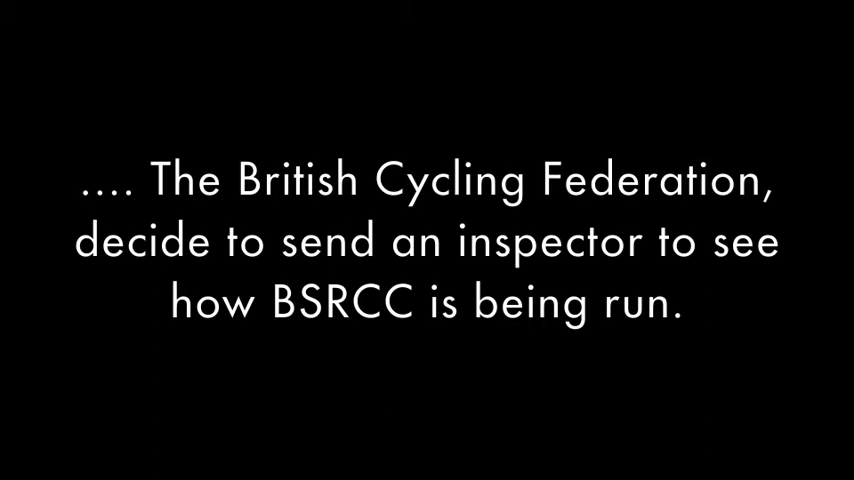 .... The British Cycling Federation,
decide to send an inspector to see
how BSRCC is being run.